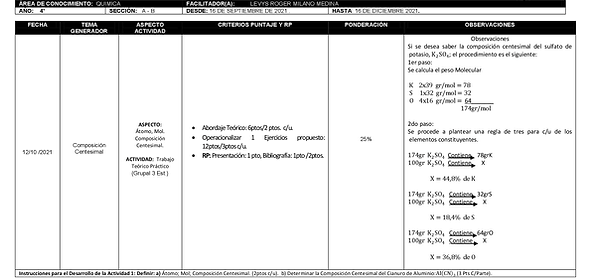 ÁREA DE CONOCIMIENTO: QUIMICA FACILITADOR(A): LEVYS ROGER MILANO MEDINA
AÑO: 4° SECCIÓN: A - B DESDE: 16 DE SEPTIEMBRE DE 2021 HASTA 16 DE DICIEMBRE 2021.
FECHA TEMA GENERADOR ASPECTO ACTIVIDAD CRITERIOS PUNTAJE Y RP PONDERACIÓN OBSERVACIONES
12/10 /2021
Composición
Centesimal
ASPECTO:
Átomo, Mol.
Composición
Centesimal.
ACTIVIDAD: Trabajo
Teórico Práctico
(Grupal 3 Est )
• Abordaje Teórico: 6ptos/2 ptos. c/u.
• Operacionalizar 1 Ejercicios propuesto:
12ptos/3ptos c/u.
• RP: Presentación: 1 pto, Bibliografía: 1pto /2ptos.
25%
Observaciones
Si se desea saber la composición centesimal del sulfato de
potasio, K₂SO₄; el procedimiento es el siguiente:
1er paso:
Se calcula el peso Molecular
K 2x39 gr/mol = 78
S 1x32 gr/mol = 32
O 4x16 gr/mol = 64
174gr/mol
2do paso:
Se procede a plantear una regla de tres para c/u de los
elementos constituyentes.
174gr K₂SO₄ Contiene 78grK
100gr K₂SO₄ Contiene X
X = 44,8% de K
174gr K₂SO₄ Contiene 32grS
100gr K₂SO₄ Contiene X
X = 18,4% de S
174gr K₂SO₄ Contiene 64grO
100gr K₂SO₄ Contiene X
X = 36,8% de O
Instrucciones para el Desarrollo de la Actividad 1: Definir: a) Átomo; Mol; Composición Centesimal. (2ptos c/u). b) Determinar la Composición Centesimal del Cianuro de Aluminio: Al(CN)₃ (3 Pts.C/Parte).